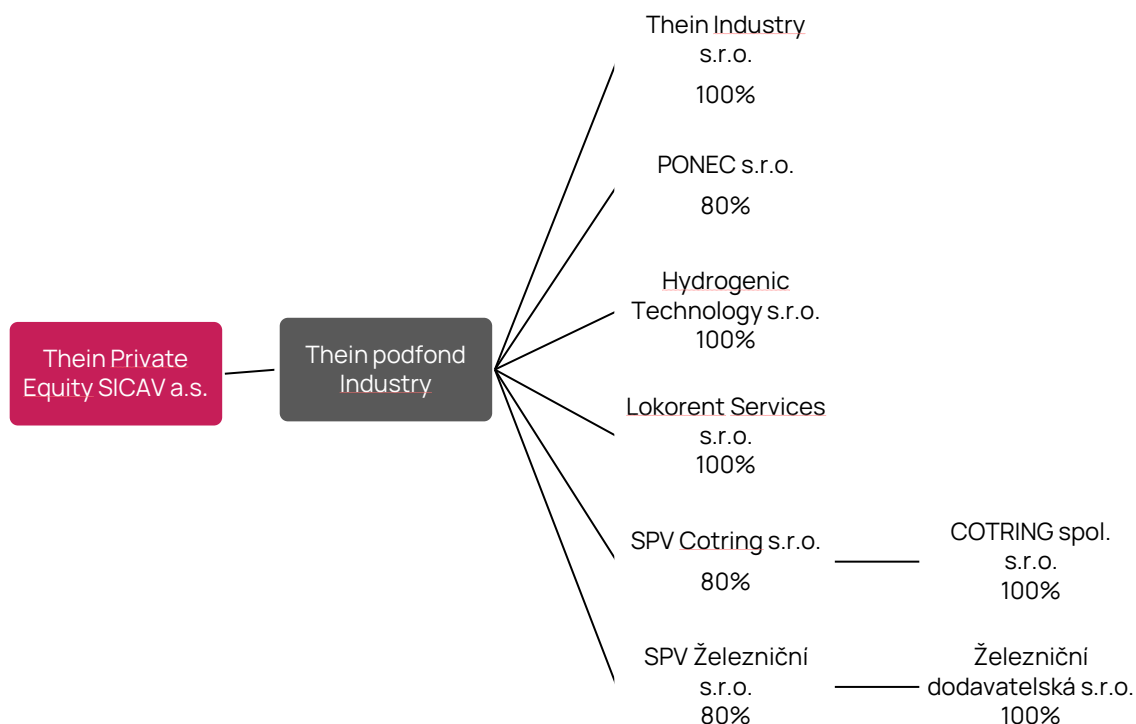 Thein Private
Equity SICAV a.s.
Thein podfond
Industry
Thein Industry
s.r.o.
100%
PONEC s.r.o.
80%
Hydrogenic
Technology s.r.o.
100%
Lokorent Services
s.r.o.
100%
SPV Cotring s.r.o.
80%
COTRING spol.
s.r.o.
100%
SPV Železniční
s.r.o.
80%
Železniční
dodavatelská s.r.o.
100%